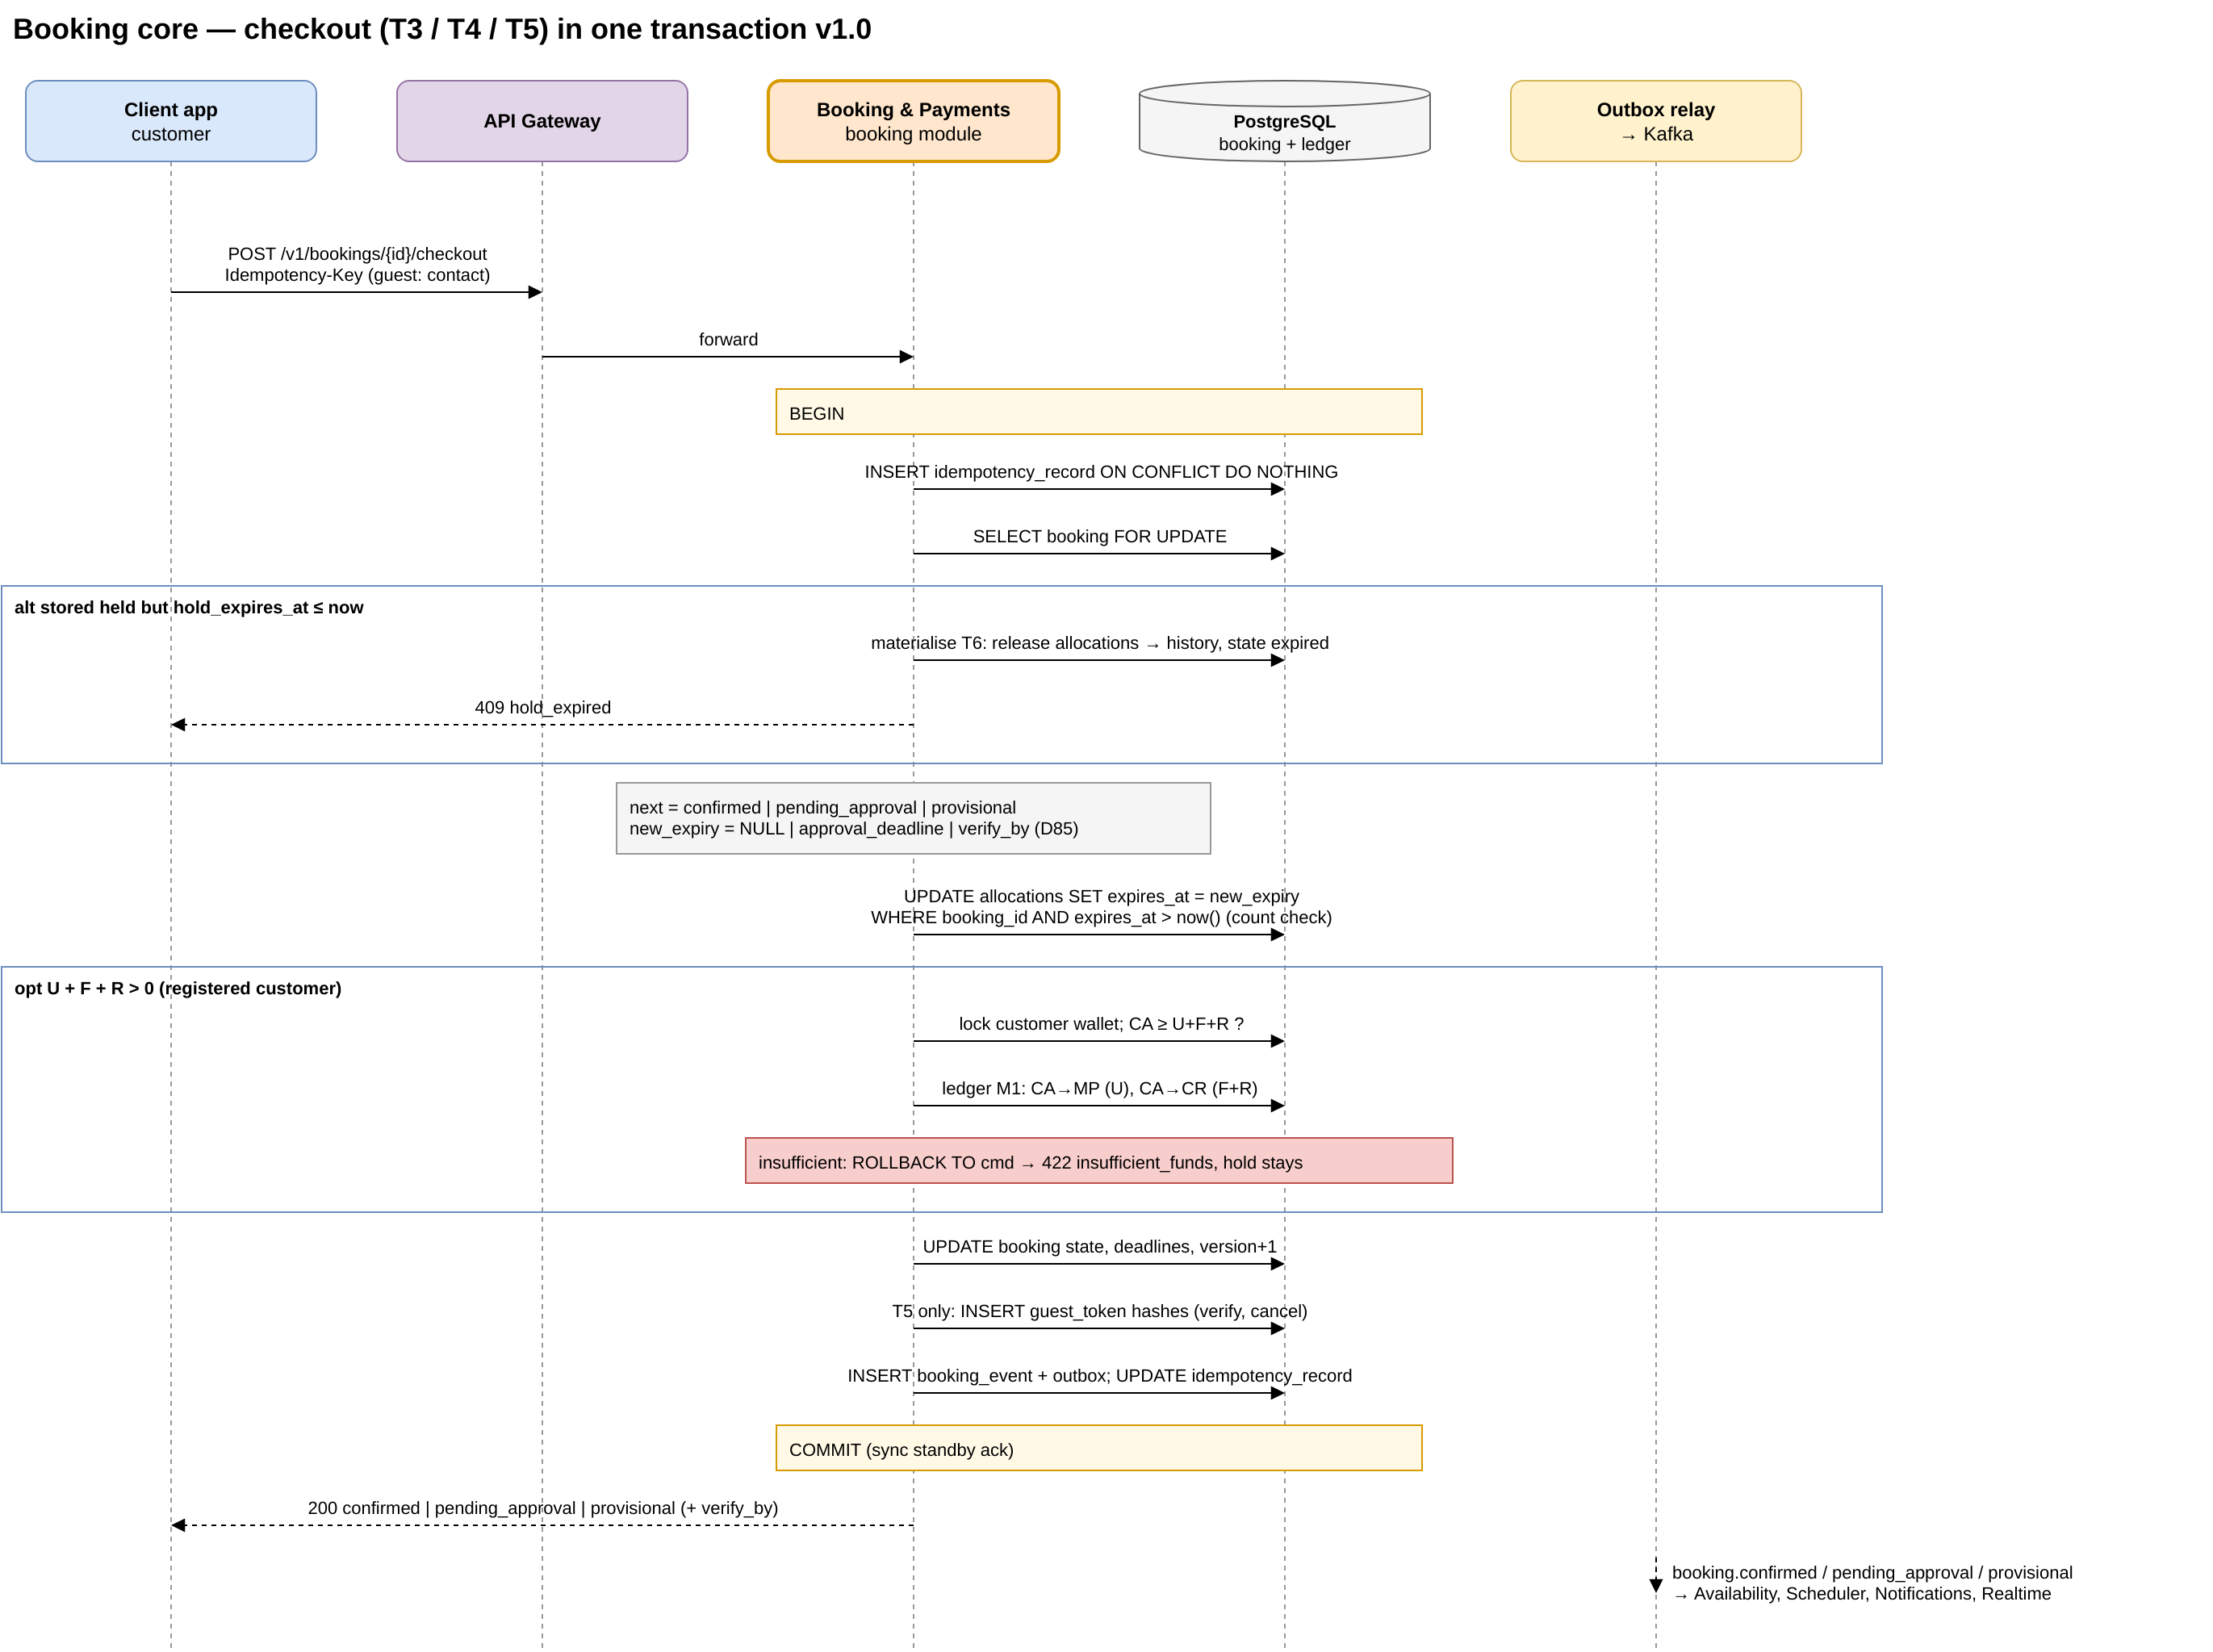 Booking core — checkout (T3 / T4 / T5) in one transaction v1.0
Client app
customer
API Gateway
Booking & Payments
booking module
PostgreSQL
booking + ledger
Outbox relay
→ Kafka
POST /v1/bookings/{id}/checkout
Idempotency-Key (guest: contact)
forward
BEGIN
INSERT idempotency_record ON CONFLICT DO NOTHING
SELECT booking FOR UPDATE
alt stored held but hold_expires_at ≤ now
materialise T6: release allocations → history, state expired
409 hold_expired
next = confirmed | pending_approval | provisional
new_expiry = NULL | approval_deadline | verify_by (D85)
UPDATE allocations SET expires_at = new_expiry
WHERE booking_id AND expires_at > now() (count check)
opt U + F + R > 0 (registered customer)
lock customer wallet; CA ≥ U+F+R ?
ledger M1: CA→MP (U), CA→CR (F+R)
insufficient: ROLLBACK TO cmd → 422 insufficient_funds, hold stays
UPDATE booking state, deadlines, version+1
T5 only: INSERT guest_token hashes (verify, cancel)
INSERT booking_event + outbox; UPDATE idempotency_record
COMMIT (sync standby ack)
200 confirmed | pending_approval | provisional (+ verify_by)
booking.confirmed / pending_approval / provisional
→ Availability, Scheduler, Notifications, Realtime